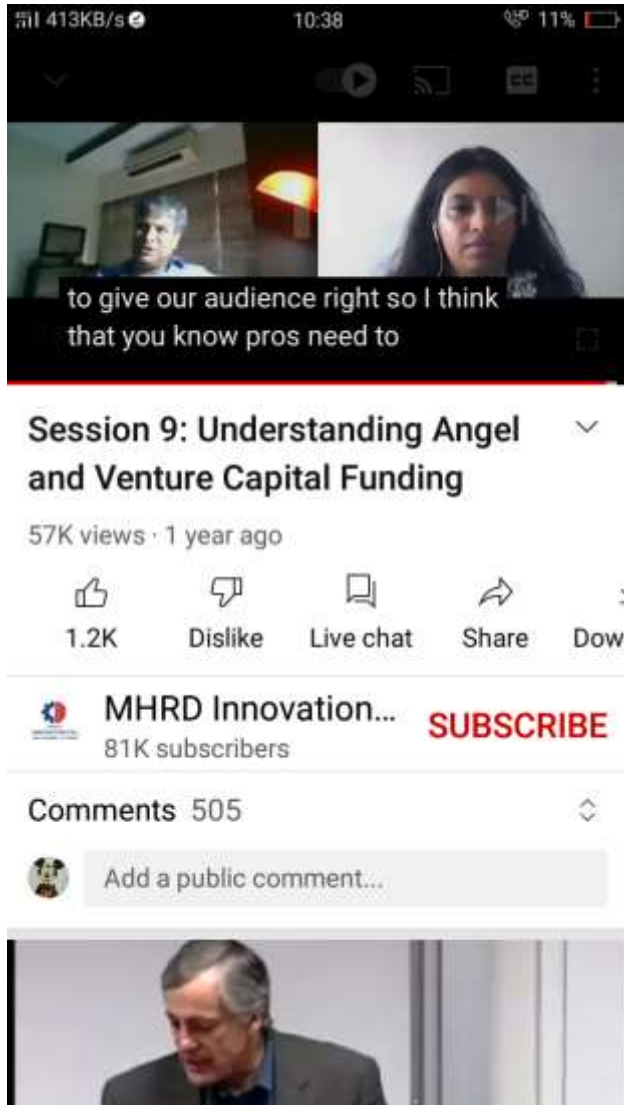 413KB/s 10:38 11%
CC
to give our audience right so I think
that you know pros need to
Session 9: Understanding Angel
and Venture Capital Funding
57K views · 1 year ago
1.2K Dislike Live chat Share Dow
MHRD Innovation... SUBSCRIBE
81K subscribers
Comments 505
Add a public comment...